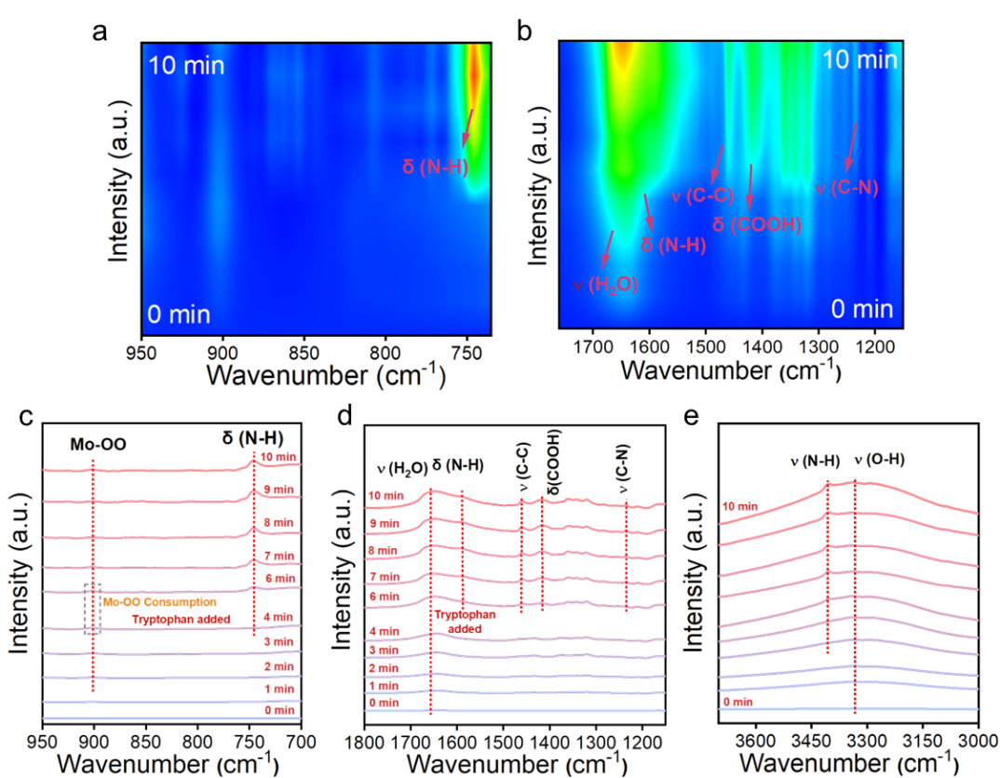 a
10 min
δ (N-H)
0 min
Intensity (a.u.)
950 900 850 800 750
Wavenumber (cm⁻¹)
b
10 min
ν (C-C)
ν (C-N)
δ (COOH)
δ (N-H)
ν (H₂O)
0 min
Intensity (a.u.)
1700 1600 1500 1400 1300 1200
Wavenumber (cm⁻¹)
c
Mo-OO
δ (N-H)
10 min
9 min
8 min
7 min
6 min
Mo-OO Consumption
Tryptophan added
4 min
3 min
2 min
1 min
0 min
Intensity (a.u.)
950 900 850 800 750 700
Wavenumber (cm⁻¹)
d
ν (H₂O) δ (N-H)
ν (C-C)
δ(COOH)
ν (C-N)
10 min
9 min
8 min
7 min
6 min
Tryptophan
added
4 min
3 min
2 min
1 min
0 min
Intensity (a.u.)
1800 1700 1600 1500 1400 1300 1200
Wavenumber (cm⁻¹)
e
ν (N-H)
ν (O-H)
10 min
0 min
Intensity (a.u.)
3600 3450 3300 3150 3000
Wavenumber (cm⁻¹)